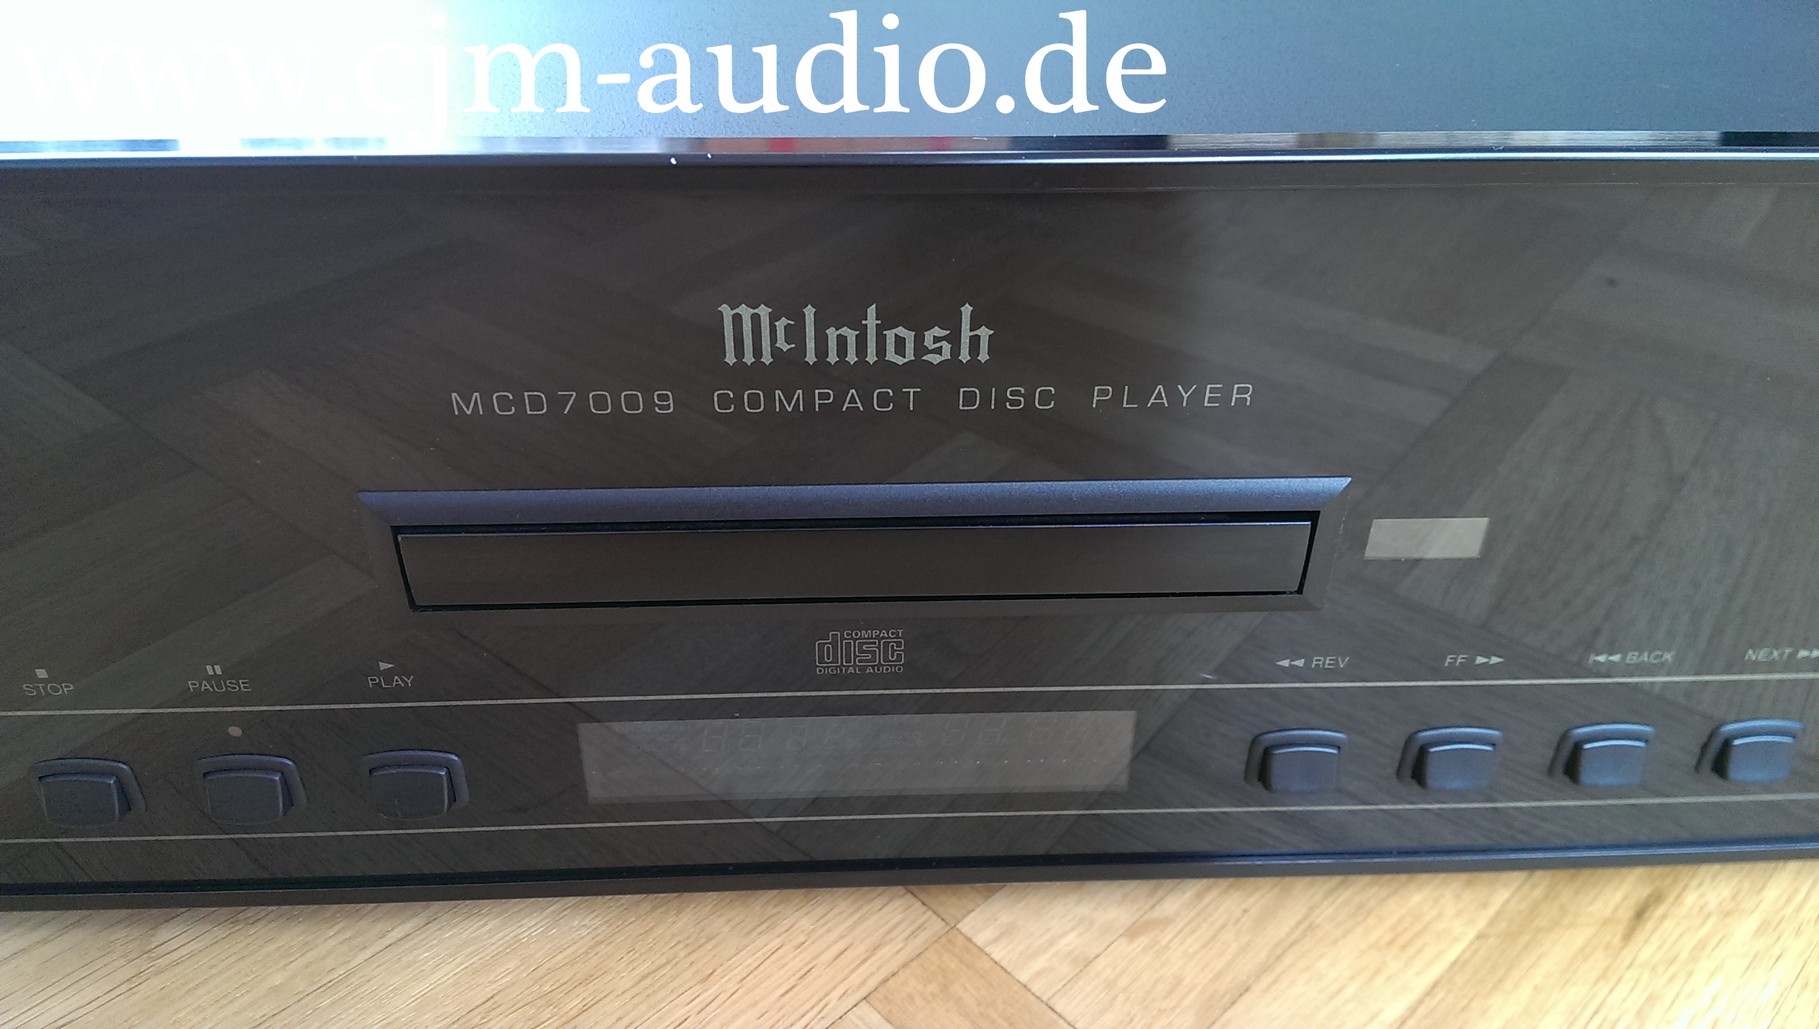 www.cjm-audio.de
McIntosh
MCD7009 COMPACT DISC PLAYER
COMPACT
disc
DIGITAL AUDIO
STOP PAUSE PLAY REV FF BACK NEXT